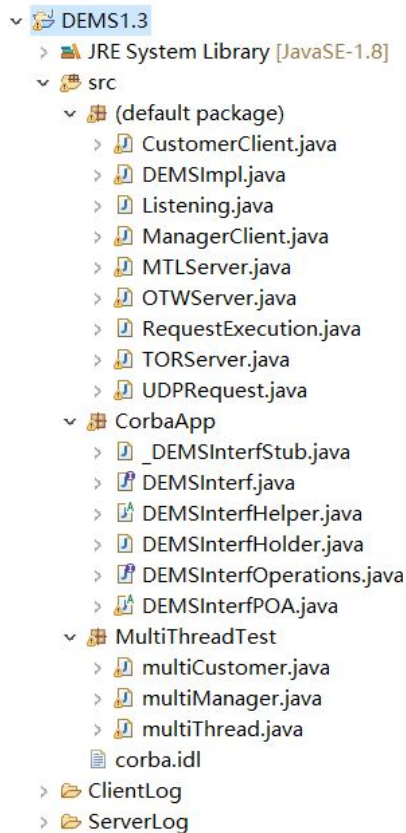 DEMS1.3
JRE System Library [JavaSE-1.8]
src
(default package)
CustomerClient.java
DEMSImpl.java
Listening.java
ManagerClient.java
MTLServer.java
OTWServer.java
RequestExecution.java
TORServer.java
UDPRequest.java
CorbaApp
_DEMSInterfStub.java
DEMSInterf.java
DEMSInterfHelper.java
DEMSInterfHolder.java
DEMSInterfOperations.java
DEMSInterfPOA.java
MultiThreadTest
multiCustomer.java
multiManager.java
multiThread.java
corba.idl
ClientLog
ServerLog